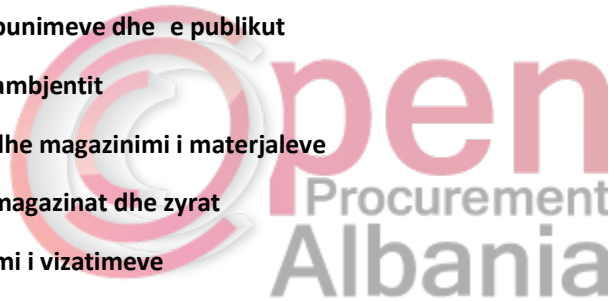 punimeve dhe e publikut
ambjentit
dhe magazinimi i materjaleve
magazinat dhe zyrat
mi i vizatimeve
Open
Procurement
Albania